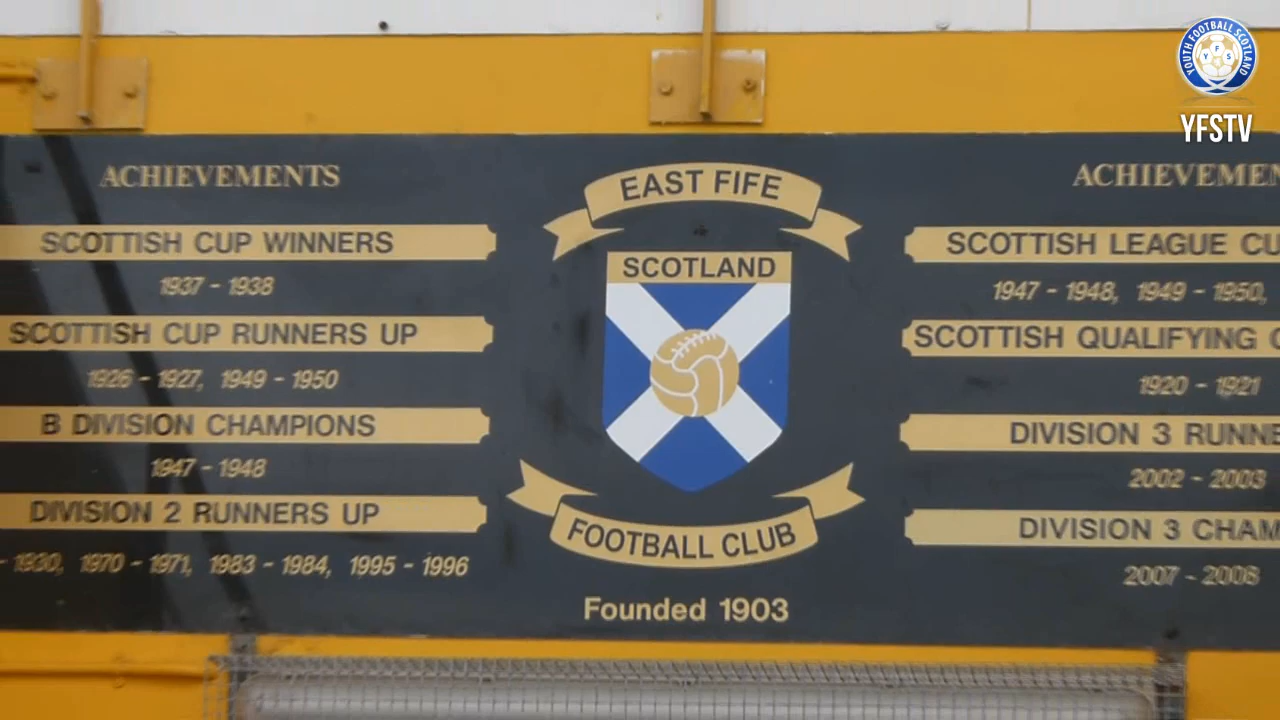 YOUTH FOOTBALL SCOTLAND
YFS
YFSTV
ACHIEVEMENTS
SCOTTISH CUP WINNERS
1937 - 1938
SCOTTISH CUP RUNNERS UP
1926 - 1927, 1949 - 1950
B DIVISION CHAMPIONS
1947 - 1948
DIVISION 2 RUNNERS UP
- 1930, 1970 - 1971, 1983 - 1984, 1995 - 1996
EAST FIFE
SCOTLAND
FOOTBALL CLUB
Founded 1903
ACHIEVEMEN
SCOTTISH LEAGUE CU
1947 - 1948, 1949 - 1950,
SCOTTISH QUALIFYING C
1920 - 1921
DIVISION 3 RUNNE
2002 - 2003
DIVISION 3 CHAM
2007 - 2008